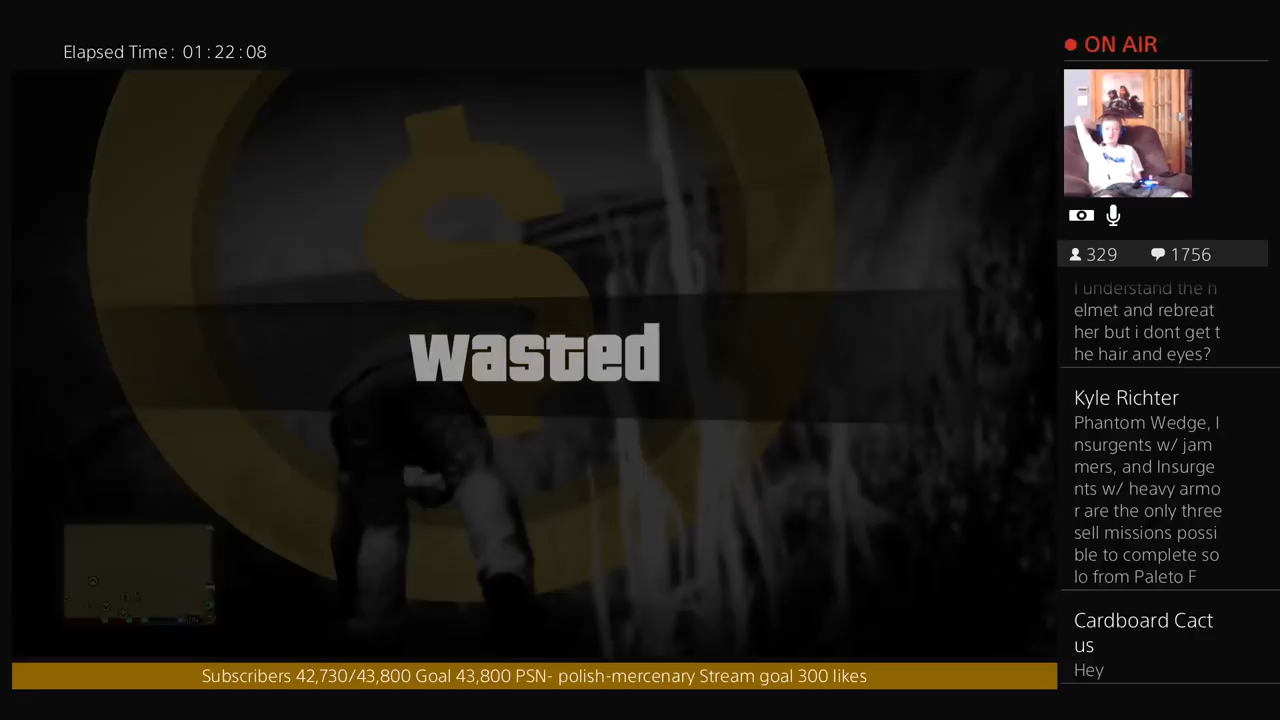 Elapsed Time: 01:22:08
ON AIR
329 1756
I understand the h
elmet and rebreat
her but i dont get t
he hair and eyes?
Kyle Richter
Phantom Wedge, I
nsurgents w/ jam
mers, and Insurge
nts w/ heavy armo
r are the only three
sell missions possi
ble to complete so
lo from Paleto F
Cardboard Cact
us
Hey
wasted
Subscribers 42,730/43,800 Goal 43,800 PSN- polish-mercenary Stream goal 300 likes